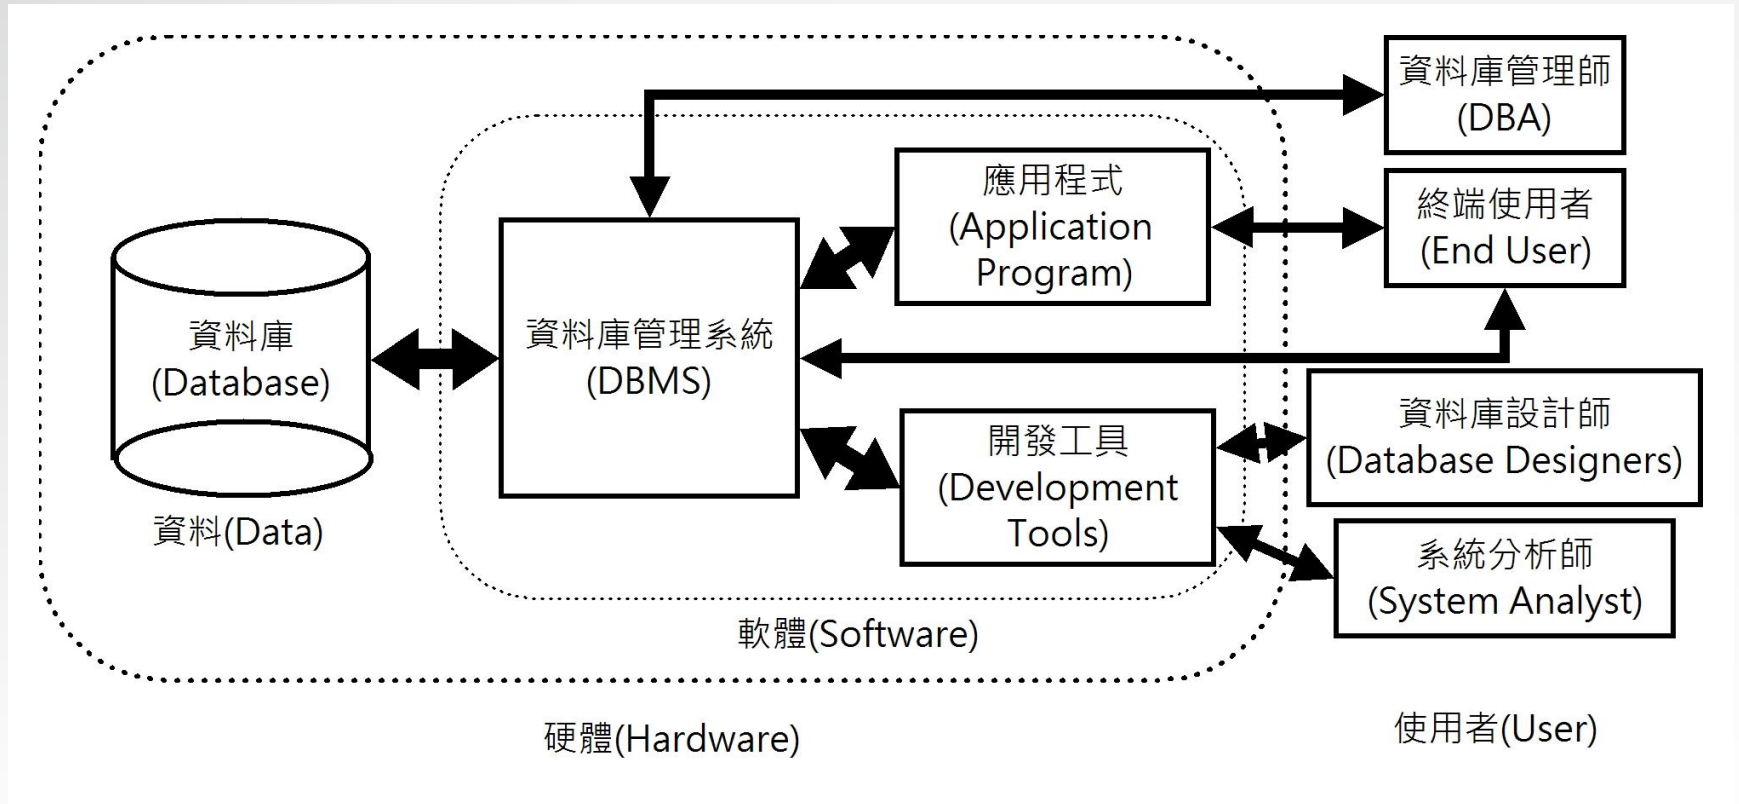 資料庫
(Database)
資料(Data)
資料庫管理系統
(DBMS)
應用程式
(Application
Program)
開發工具
(Development
Tools)
軟體(Software)
硬體(Hardware)
資料庫管理師
(DBA)
終端使用者
(End User)
資料庫設計師
(Database Designers)
系統分析師
(System Analyst)
使用者(User)